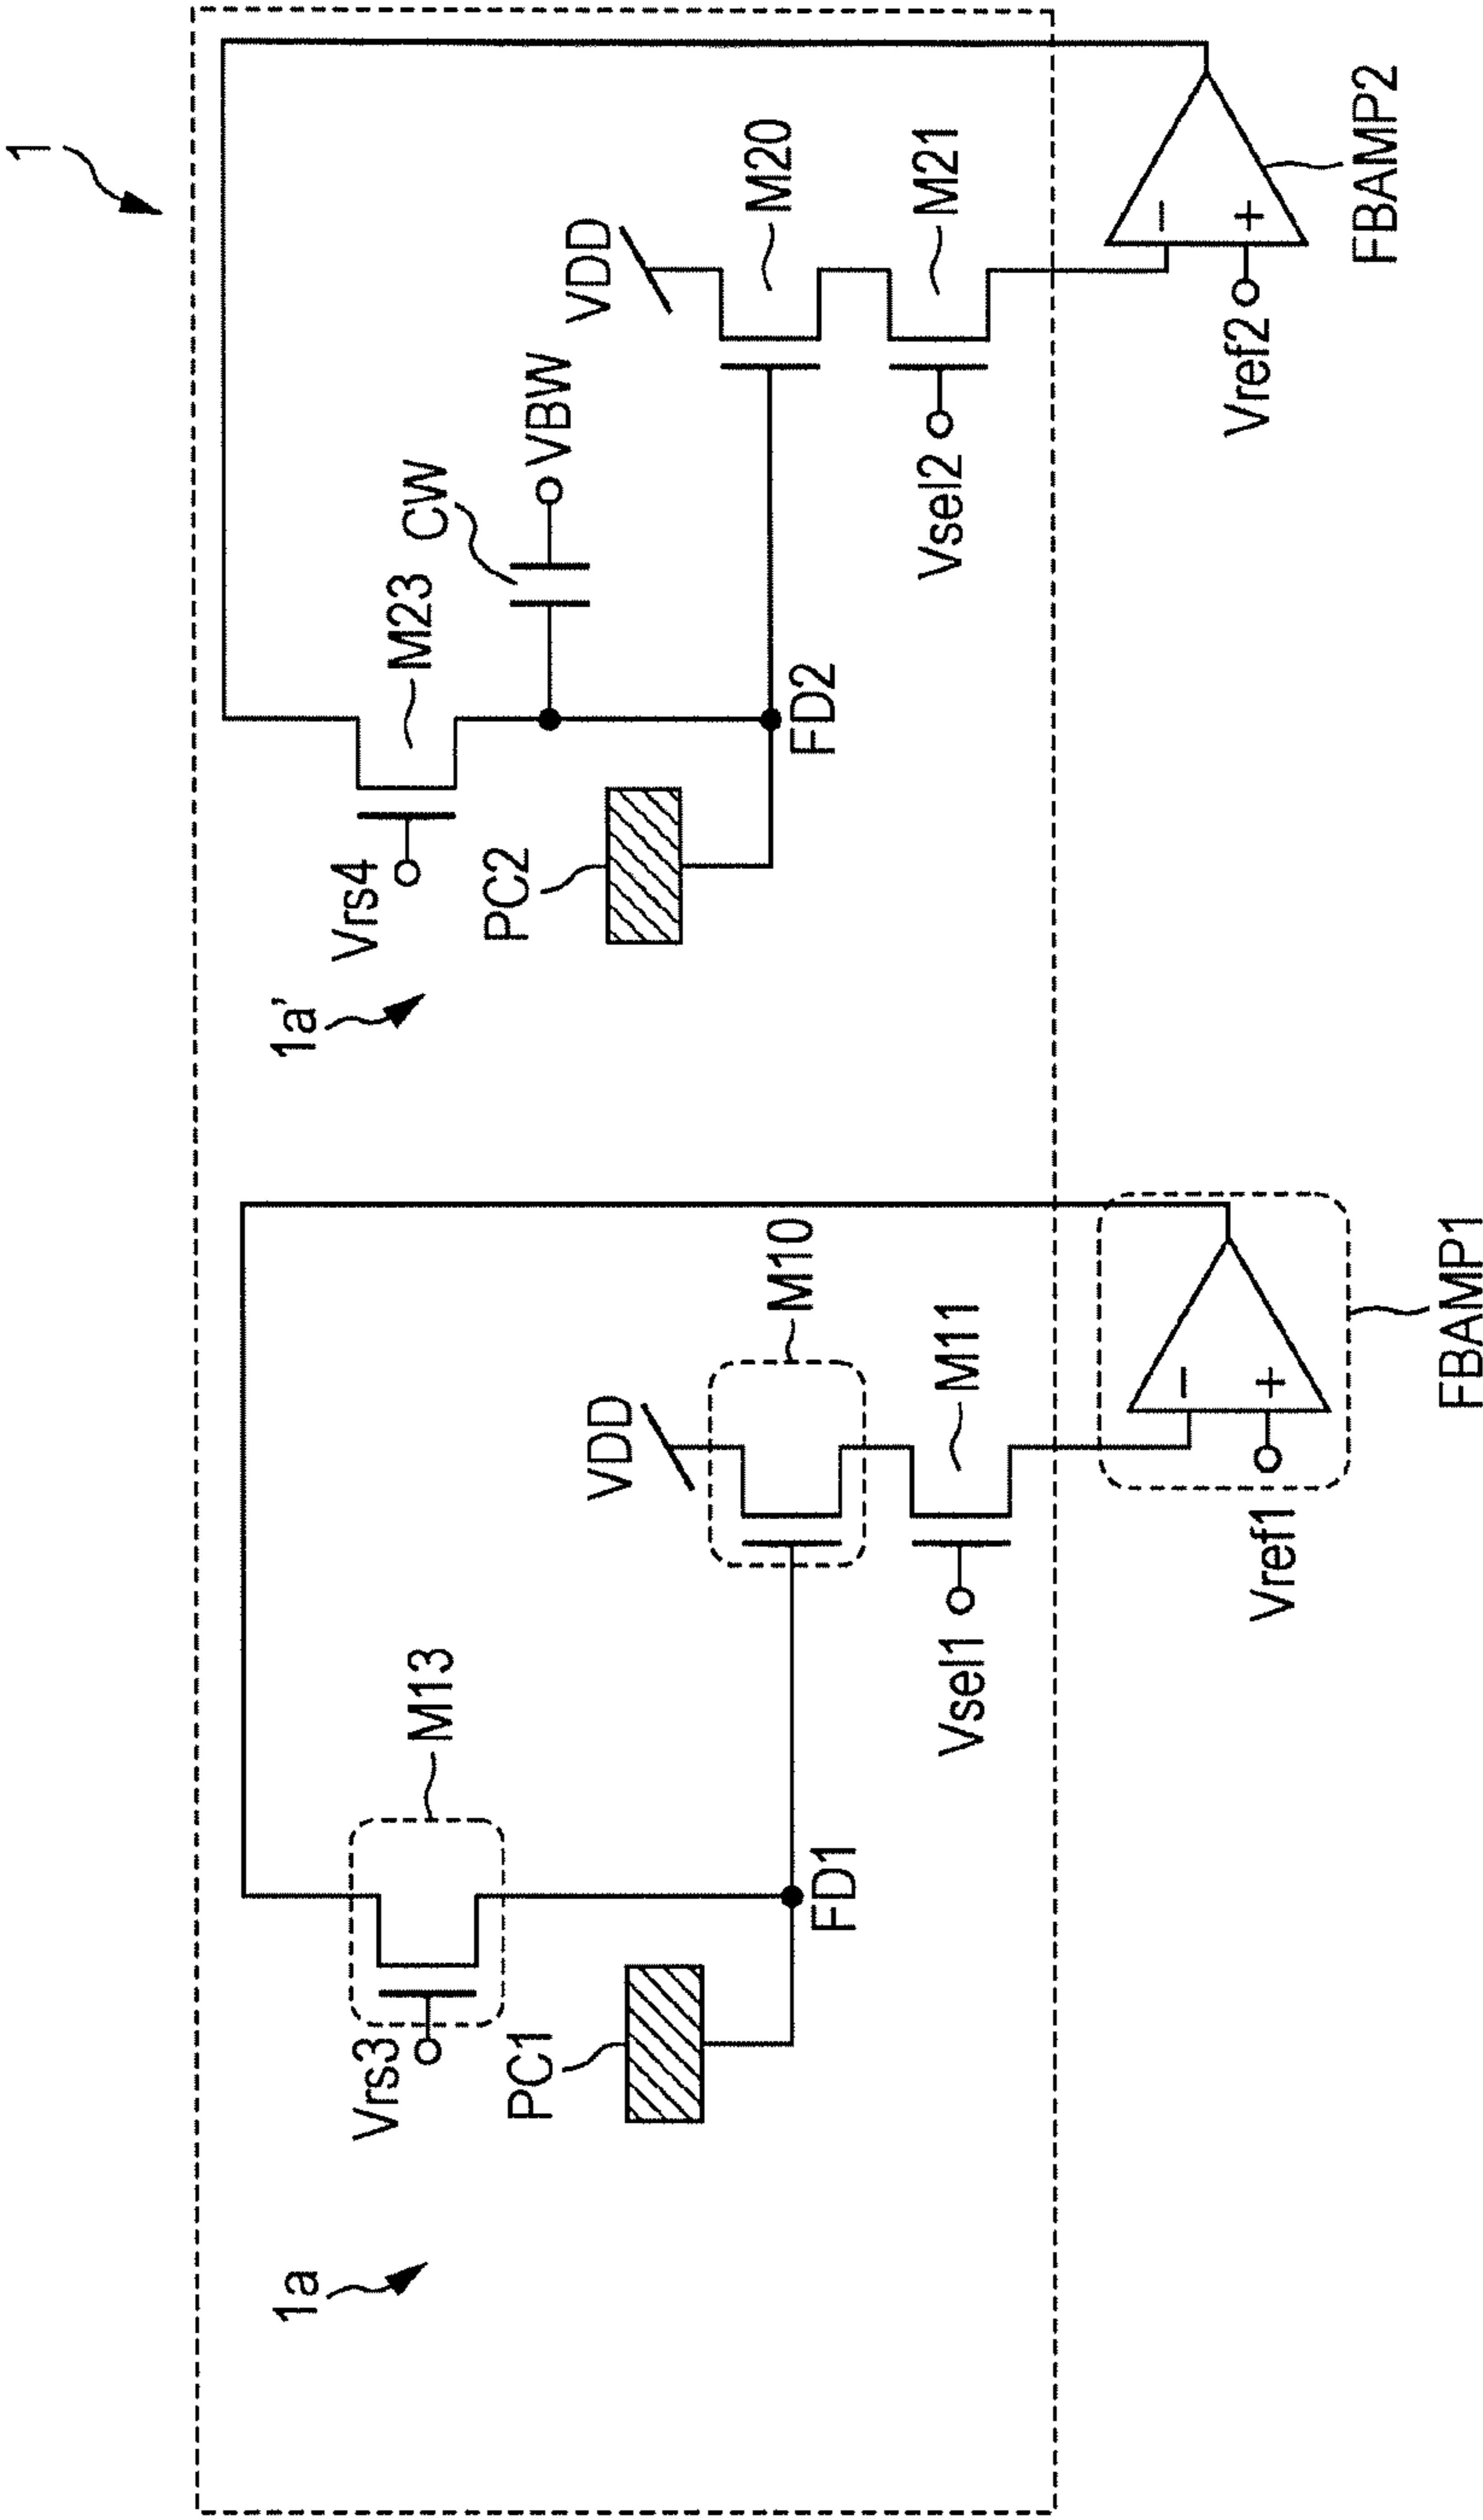 1
1a
Vrs3
M13
PC1
FD1
VDD
M10
Vsel1
M11
Vref1
−
+
FBAMP1
1a'
Vrs4
M23
CW
VBW
PC2
FD2
VDD
M20
Vsel2
M21
Vref2
−
+
FBAMP2